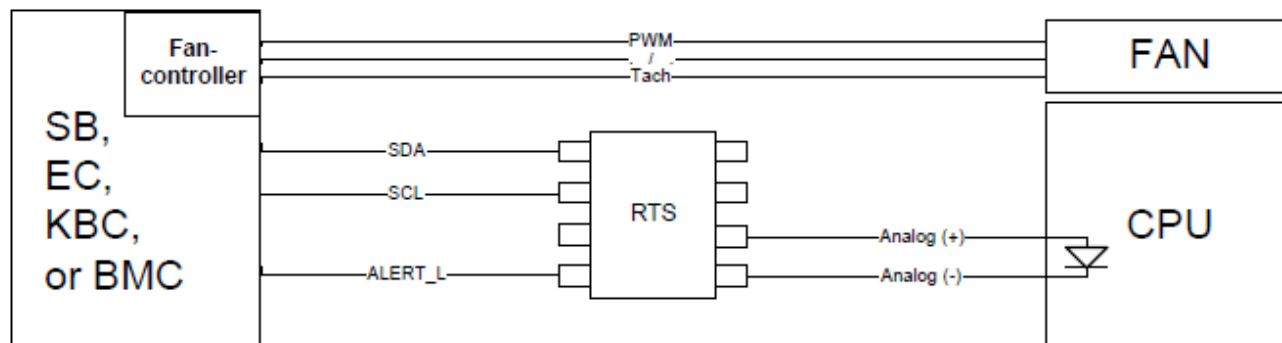 Fan-
controller
PWM
/
Tach
FAN
SB,
EC,
KBC,
or BMC
SDA
SCL
ALERT_L
RTS
Analog (+)
Analog (-)
CPU